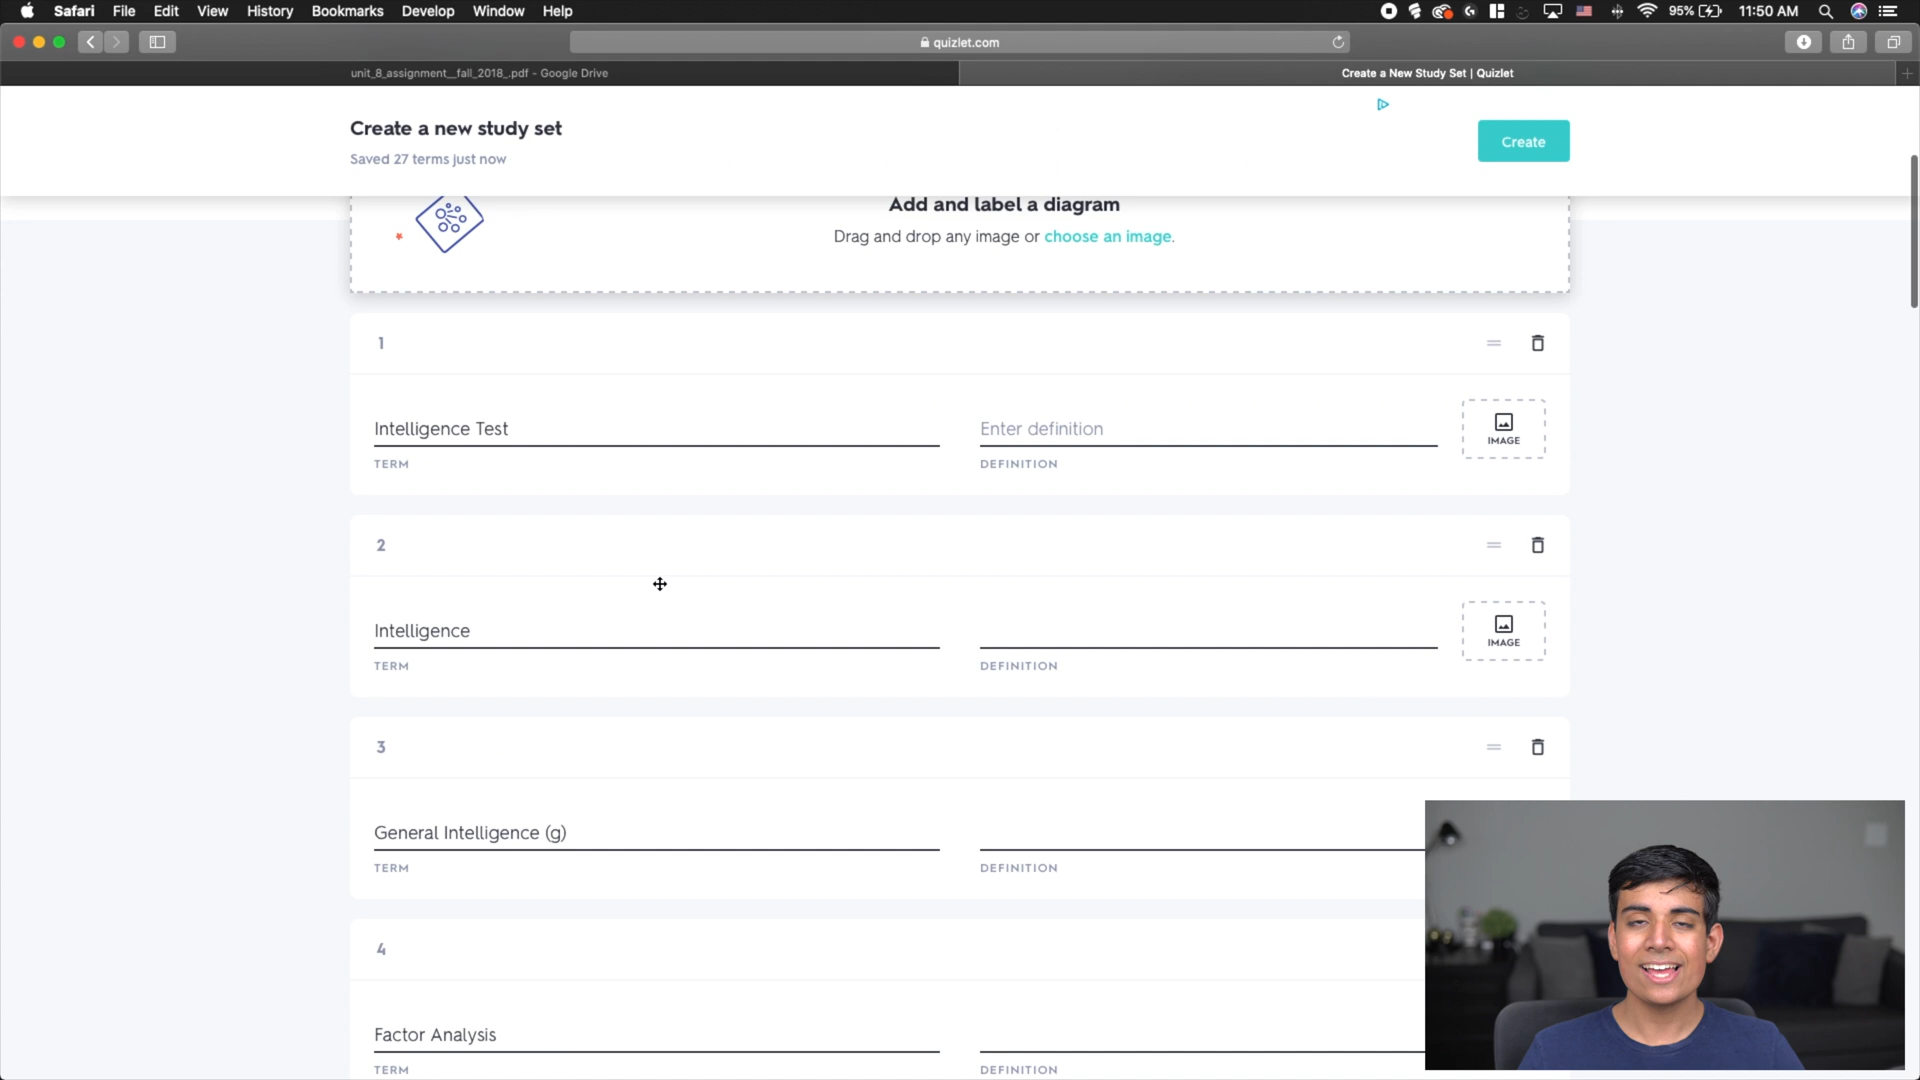 Safari File Edit View History Bookmarks Develop Window Help 95% 11:50 AM
quizlet.com
unit_8_assignment__fall_2018_.pdf - Google Drive
Create a New Study Set | Quizlet
Create a new study set
Saved 27 terms just now
Create
Add and label a diagram
Drag and drop any image or choose an image.
1
Intelligence Test
Enter definition
IMAGE
TERM
DEFINITION
2
Intelligence
IMAGE
TERM
DEFINITION
3
General Intelligence (g)
TERM
DEFINITION
4
Factor Analysis
TERM
DEFINITION